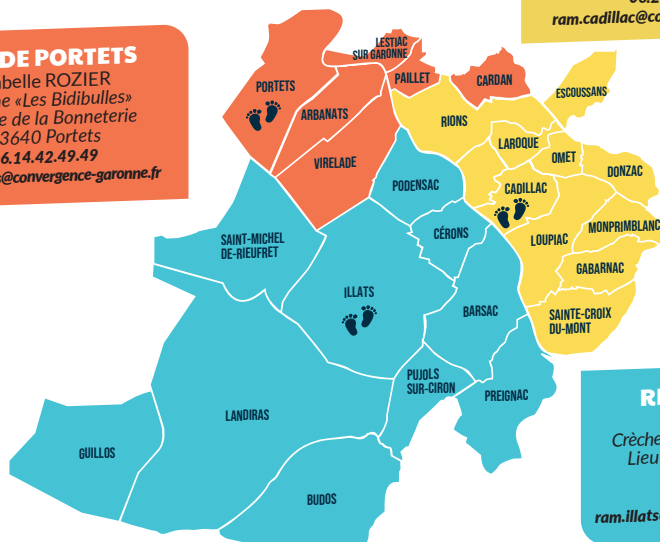 ram.cadillac@co
DE PORTETS
abelle ROZIER
e «Les Bidibulles»
e de la Bonneterie
3640 Portets
6.14.42.49.49
s@convergence-garonne.fr
LESTIAC
SUR GARONNE
PORTETS
PAILLET
CARDAN
ESCOUSSANS
ARBANATS
RIONS
LAROQUE
OMET
VIRELADE
DONZAC
PODENSAC
CADILLAC
MONPRIMBLANC
CÉRONS
LOUPIAC
SAINT-MICHEL
DE-RIEUFRET
GABARNAC
ILLATS
BARSAC
SAINTE-CROIX
DU-MONT
PUJOLS
SUR-CIRON
PREIGNAC
LANDIRAS
GUILLOS
BUDOS
R
Crèche
Lieu
ram.illats